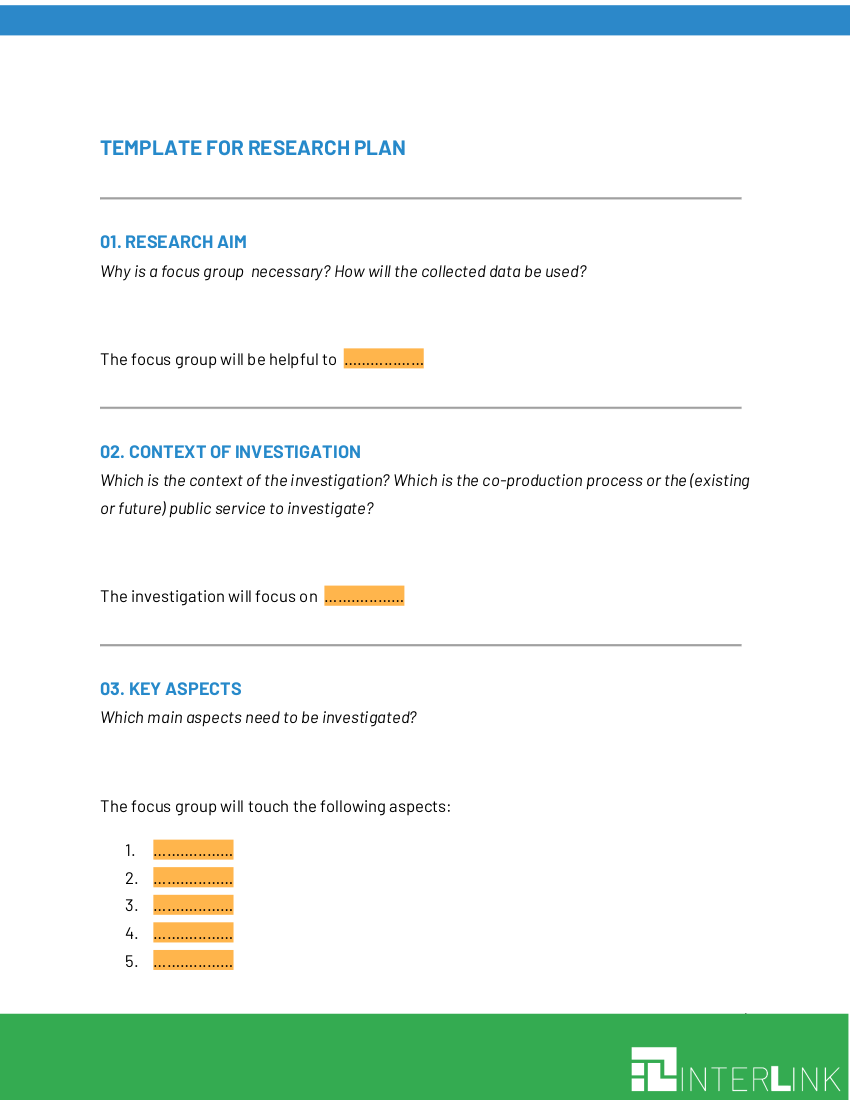 TEMPLATE FOR RESEARCH PLAN
01. RESEARCH AIM
Why is a focus group necessary? How will the collected data be used?
The focus group will be helpful to ................
02. CONTEXT OF INVESTIGATION
Which is the context of the investigation? Which is the co-production process or the (existing
or future) public service to investigate?
The investigation will focus on ................
03. KEY ASPECTS
Which main aspects need to be investigated?
The focus group will touch the following aspects:
1. ................
2. ................
3. ................
4. ................
5. ................
INTERLINK